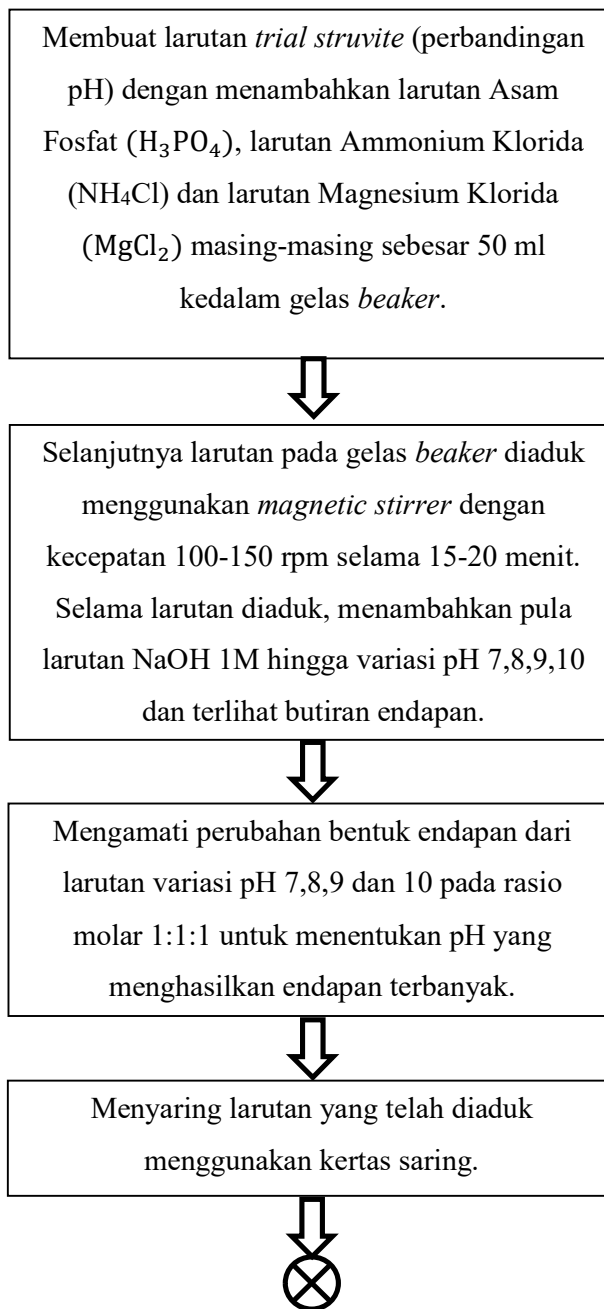 Membuat larutan trial struvite (perbandingan
pH) dengan menambahkan larutan Asam
Fosfat (H₃PO₄), larutan Ammonium Klorida
(NH₄Cl) dan larutan Magnesium Klorida
(MgCl₂) masing-masing sebesar 50 ml
kedalam gelas beaker.
Selanjutnya larutan pada gelas beaker diaduk
menggunakan magnetic stirrer dengan
kecepatan 100-150 rpm selama 15-20 menit.
Selama larutan diaduk, menambahkan pula
larutan NaOH 1M hingga variasi pH 7,8,9,10
dan terlihat butiran endapan.
Mengamati perubahan bentuk endapan dari
larutan variasi pH 7,8,9 dan 10 pada rasio
molar 1:1:1 untuk menentukan pH yang
menghasilkan endapan terbanyak.
Menyaring larutan yang telah diaduk
menggunakan kertas saring.